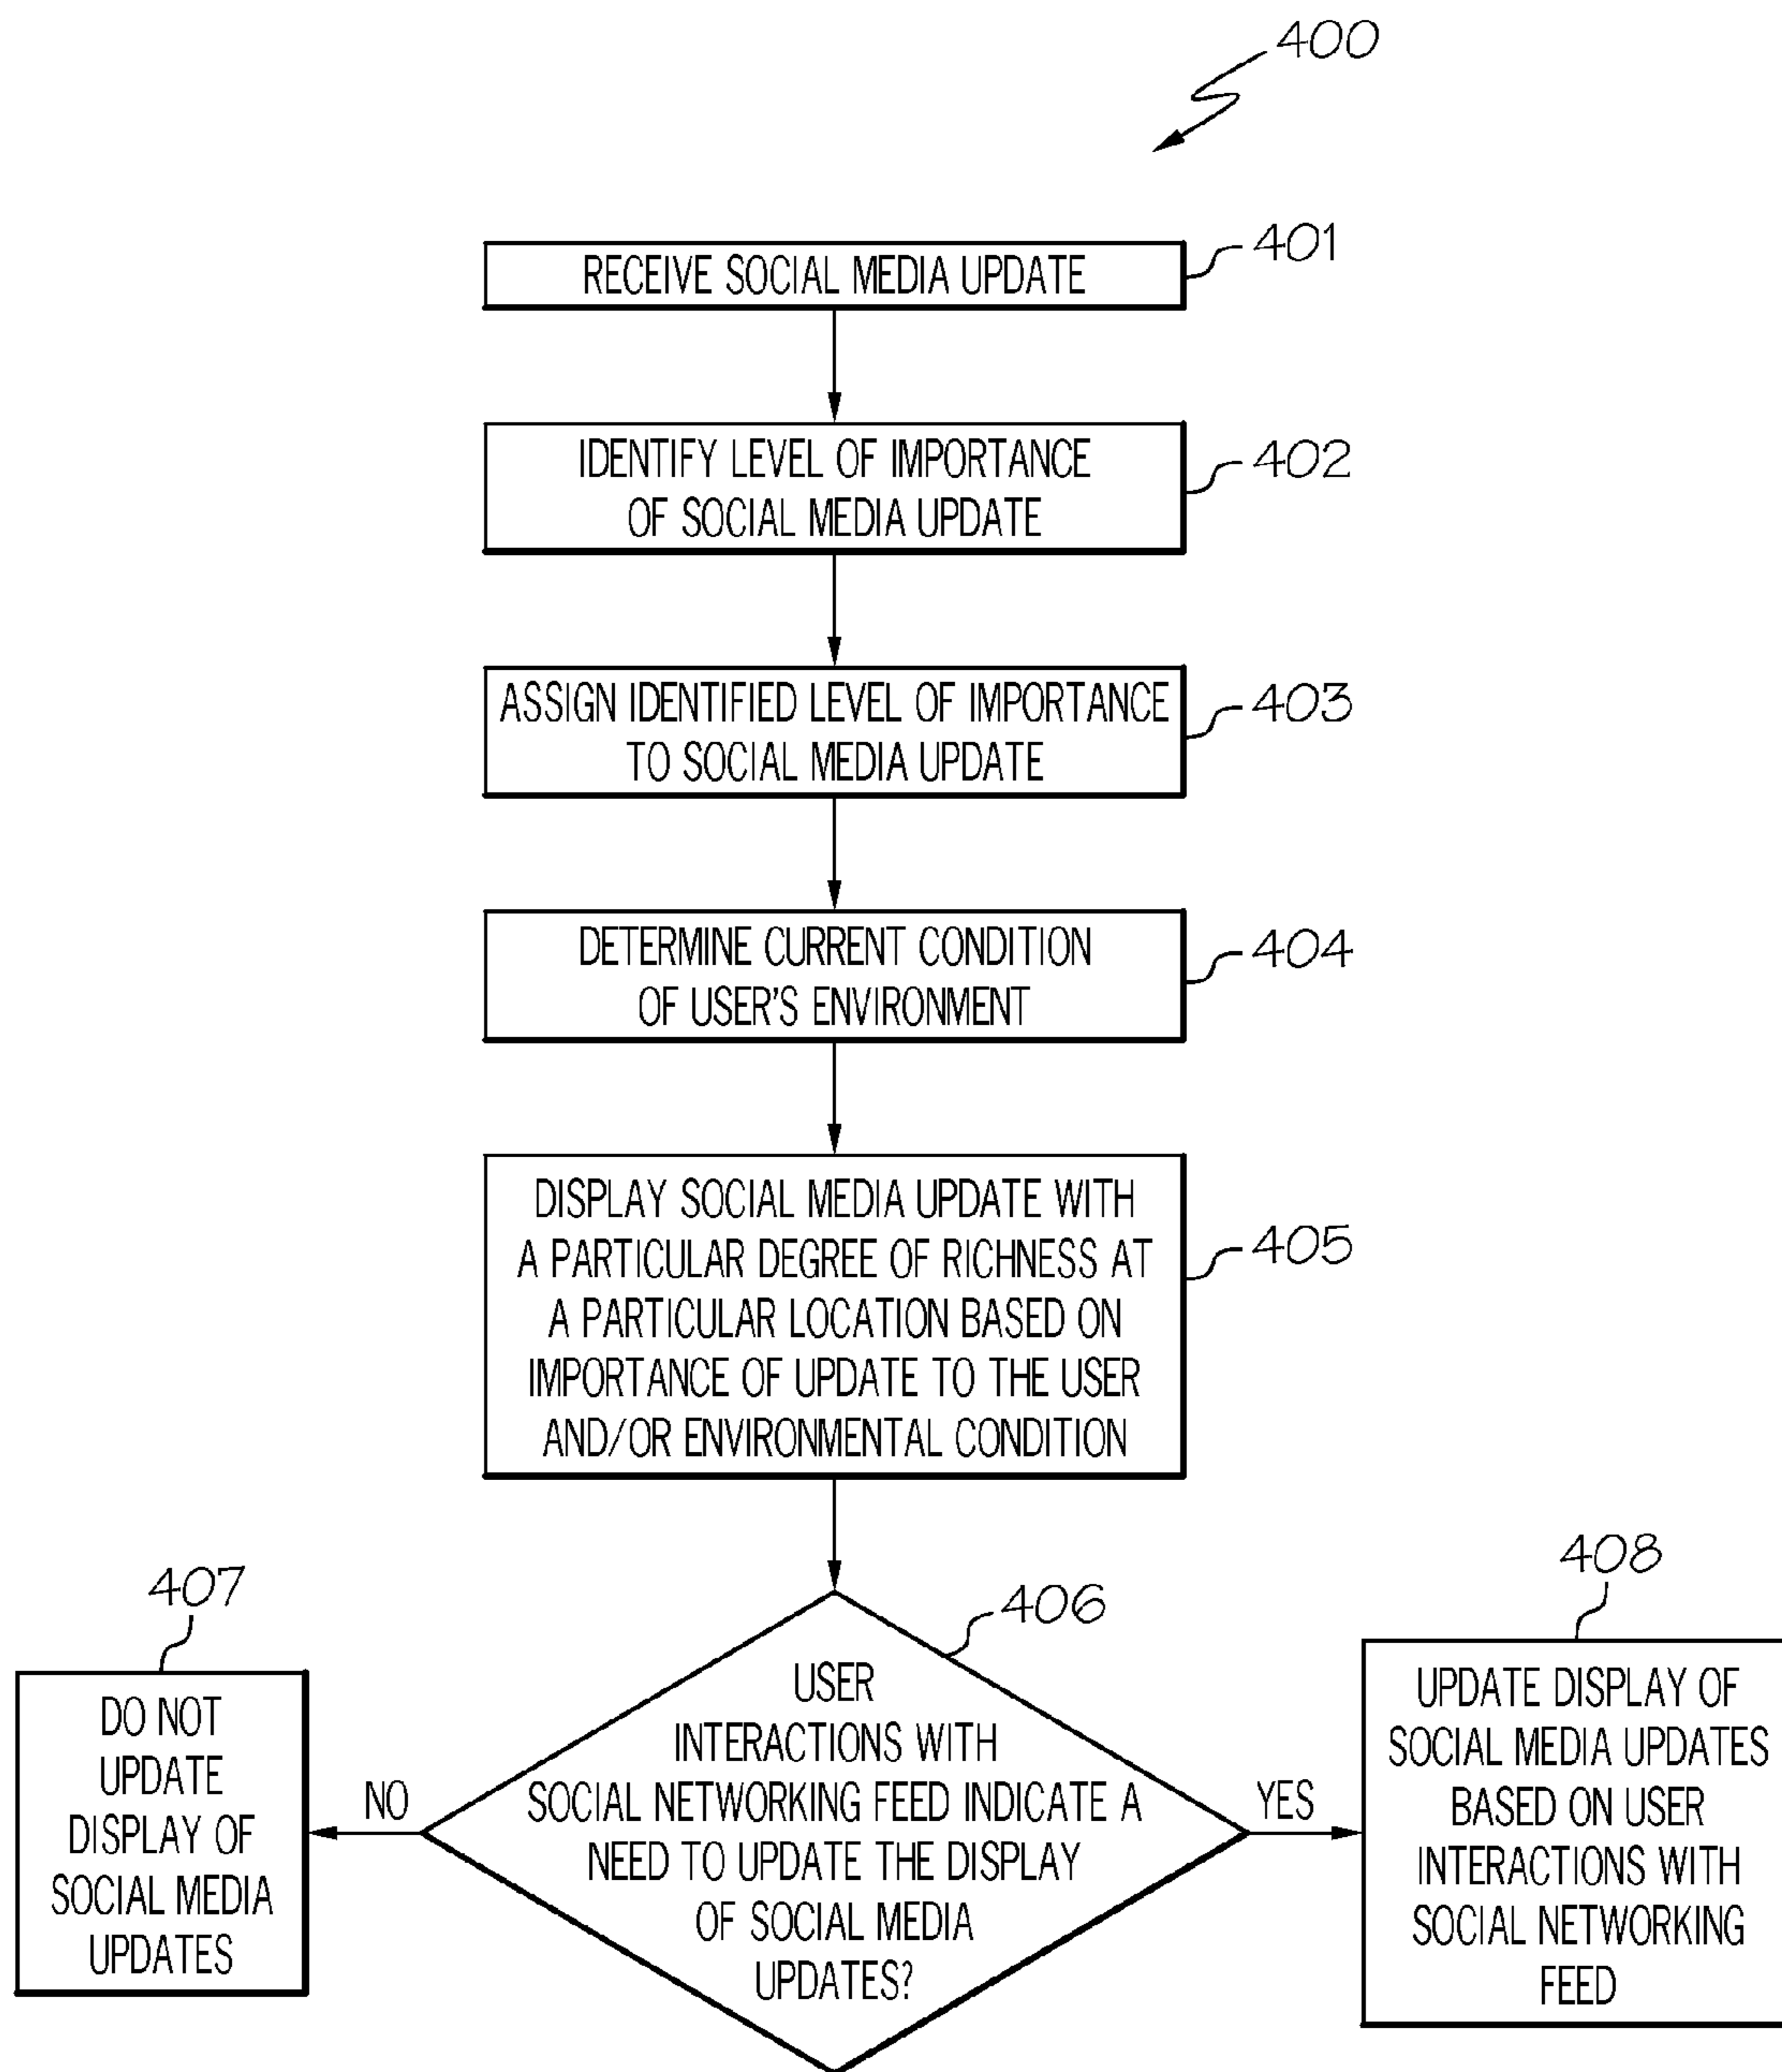 400
RECEIVE SOCIAL MEDIA UPDATE
401
IDENTIFY LEVEL OF IMPORTANCE
OF SOCIAL MEDIA UPDATE
402
ASSIGN IDENTIFIED LEVEL OF IMPORTANCE
TO SOCIAL MEDIA UPDATE
403
DETERMINE CURRENT CONDITION
OF USER'S ENVIRONMENT
404
DISPLAY SOCIAL MEDIA UPDATE WITH
A PARTICULAR DEGREE OF RICHNESS AT
A PARTICULAR LOCATION BASED ON
IMPORTANCE OF UPDATE TO THE USER
AND/OR ENVIRONMENTAL CONDITION
405
406
USER
INTERACTIONS WITH
SOCIAL NETWORKING FEED INDICATE A
NEED TO UPDATE THE DISPLAY
OF SOCIAL MEDIA
UPDATES?
NO
407
DO NOT
UPDATE
DISPLAY OF
SOCIAL MEDIA
UPDATES
YES
408
UPDATE DISPLAY OF
SOCIAL MEDIA UPDATES
BASED ON USER
INTERACTIONS WITH
SOCIAL NETWORKING
FEED